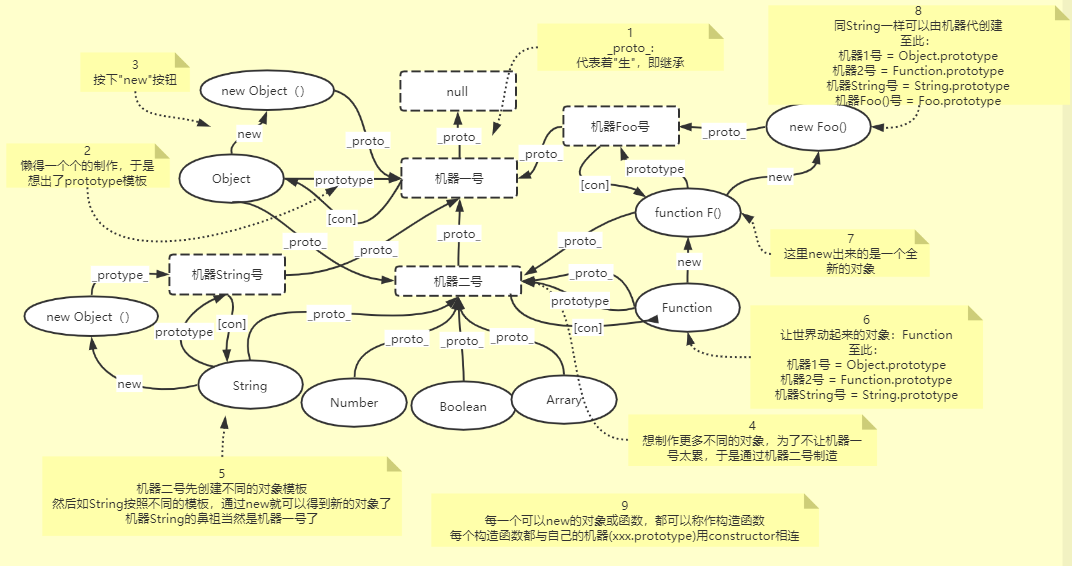 8
同String一样可以由机器代创建
至此：
机器1号 = Object.prototype
机器2号 = Function.prototype
机器String号 = String.prototype
机器Foo()号 = Foo.prototype
1
_proto_:
代表着"生"，即继承
3
按下"new"按钮
new Object（）
null
机器Foo号
_proto_
new Foo()
new
_proto_
_proto_
_proto_
2
懒得一个个的制作，于是
想出了prototype模板
Object
prototype
机器一号
prototype
[con]
new
[con]
function F()
_proto_
_proto_
_proto_
_proto_
7
这里new出来的是一个全
新的对象
机器String号
_protype_
机器二号
_proto_
new
prototype
Function
[con]
new Object（）
prototype
[con]
_proto_
6
让世界动起来的对象：Function
至此：
机器1号 = Object.prototype
机器2号 = Function.prototype
机器String号 = String.prototype
_proto_
_proto_
_proto_
new
String
Number
Boolean
Arrary
4
想制作更多不同的对象，为了不让机器一
号太累，于是通过机器二号制造
5
机器二号先创建不同的对象模板
然后如String按照不同的模板，通过new就可以得到新的对象了
机器String的鼻祖当然是机器一号了
9
每一个可以new的对象或函数，都可以称作构造函数
每个构造函数都与自己的机器(xxx.prototype)用constructor相连